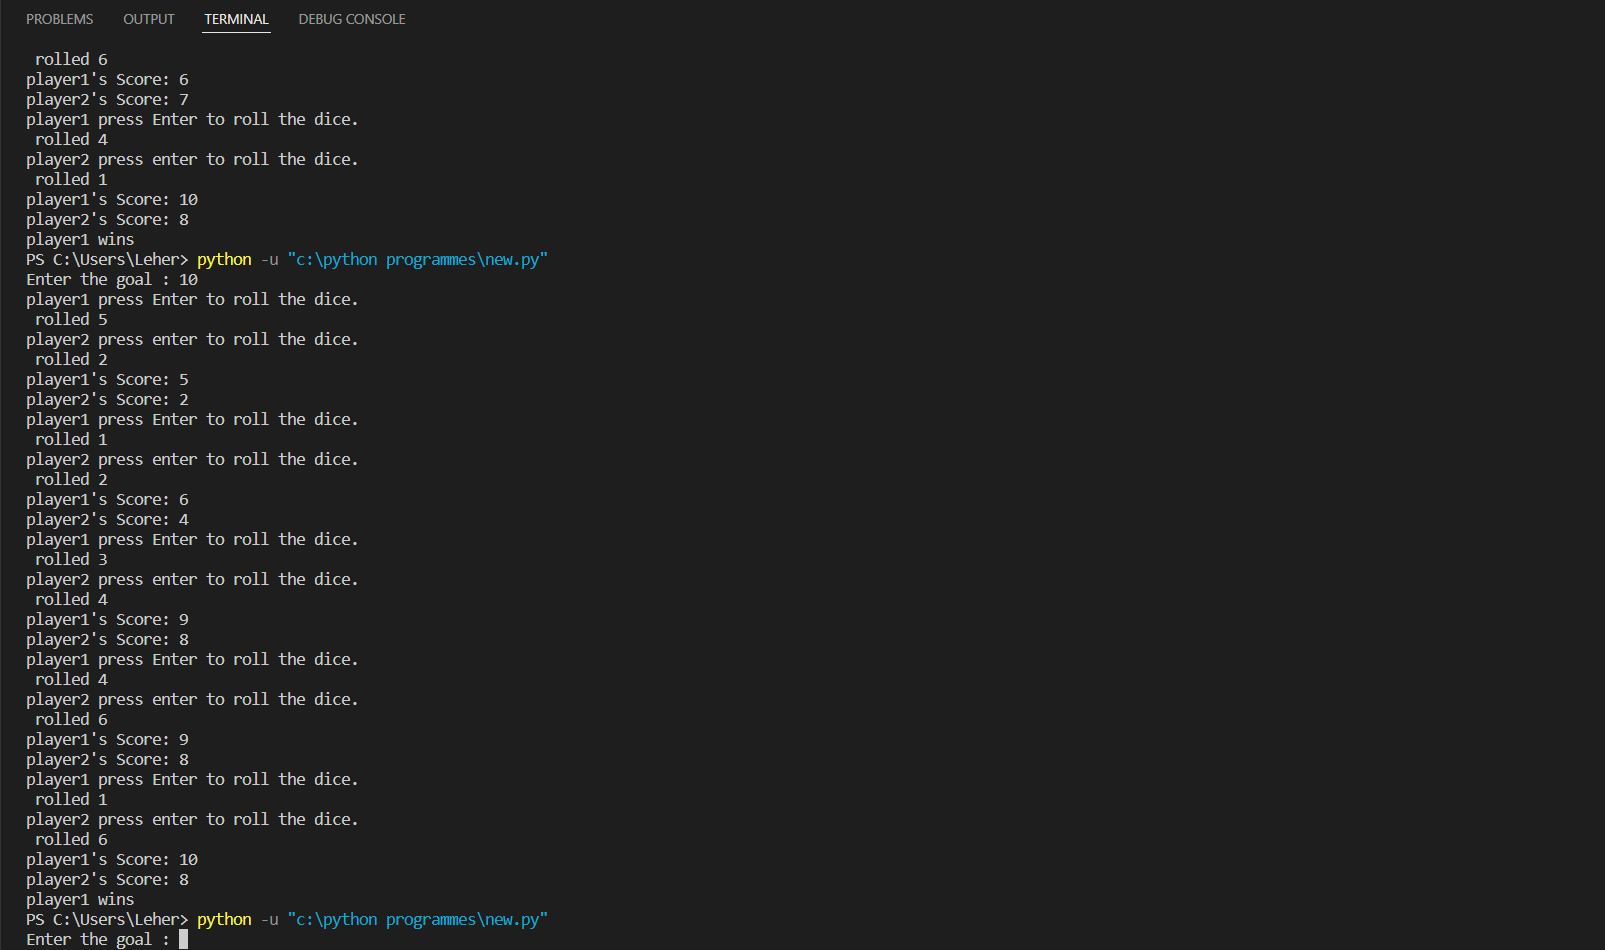 PROBLEMS OUTPUT TERMINAL DEBUG CONSOLE
rolled 6
player1's Score: 6
player2's Score: 7
player1 press Enter to roll the dice.
rolled 4
player2 press enter to roll the dice.
rolled 1
player1's Score: 10
player2's Score: 8
player1 wins
PS C:\Users\Leher> python -u "c:\python programmes\new.py"
Enter the goal : 10
player1 press Enter to roll the dice.
rolled 5
player2 press enter to roll the dice.
rolled 2
player1's Score: 5
player2's Score: 2
player1 press Enter to roll the dice.
rolled 1
player2 press enter to roll the dice.
rolled 2
player1's Score: 6
player2's Score: 4
player1 press Enter to roll the dice.
rolled 3
player2 press enter to roll the dice.
rolled 4
player1's Score: 9
player2's Score: 8
player1 press Enter to roll the dice.
rolled 4
player2 press enter to roll the dice.
rolled 6
player1's Score: 9
player2's Score: 8
player1 press Enter to roll the dice.
rolled 1
player2 press enter to roll the dice.
rolled 6
player1's Score: 10
player2's Score: 8
player1 wins
PS C:\Users\Leher> python -u "c:\python programmes\new.py"
Enter the goal :